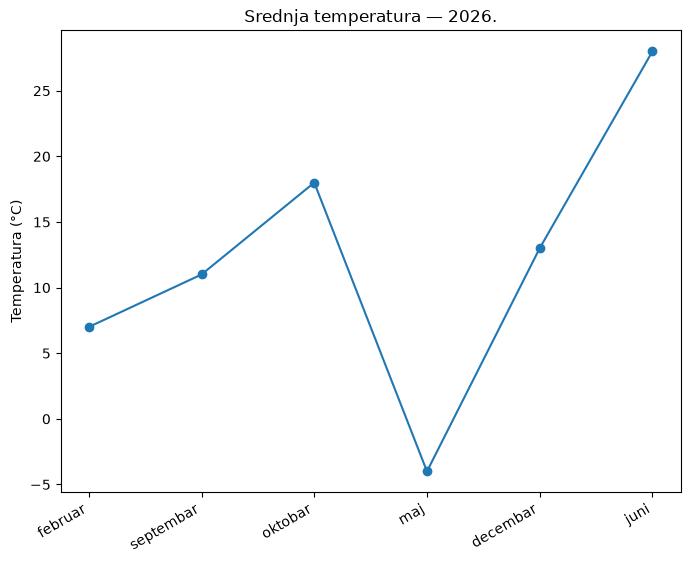 Srednja temperatura — 2026.
Temperatura (°C)
25
20
15
10
5
0
−5
februar
septembar
oktobar
maj
decembar
juni